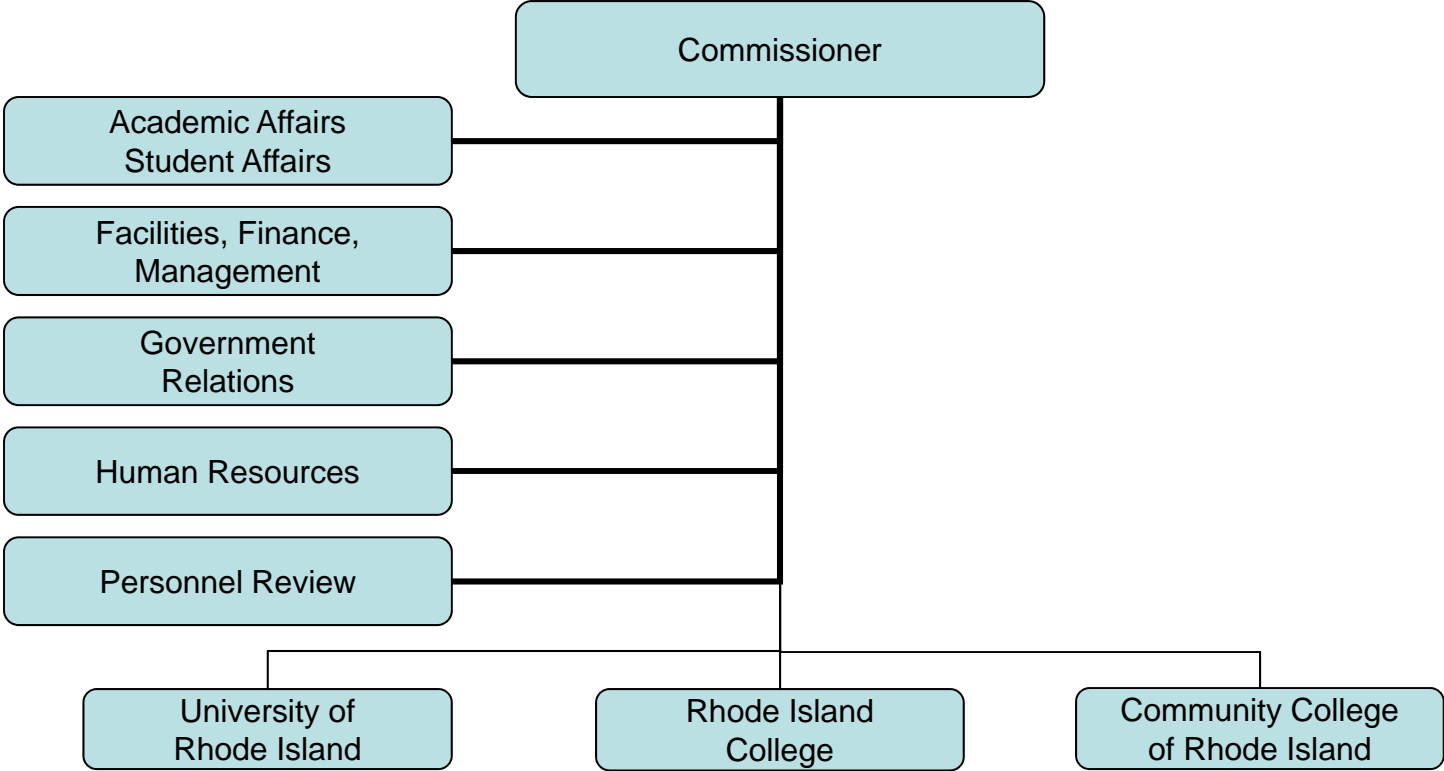 Commissioner
Academic Affairs
Student Affairs
Facilities, Finance,
Management
Government
Relations
Human Resources
Personnel Review
University of
Rhode Island
Rhode Island
College
Community College
of Rhode Island